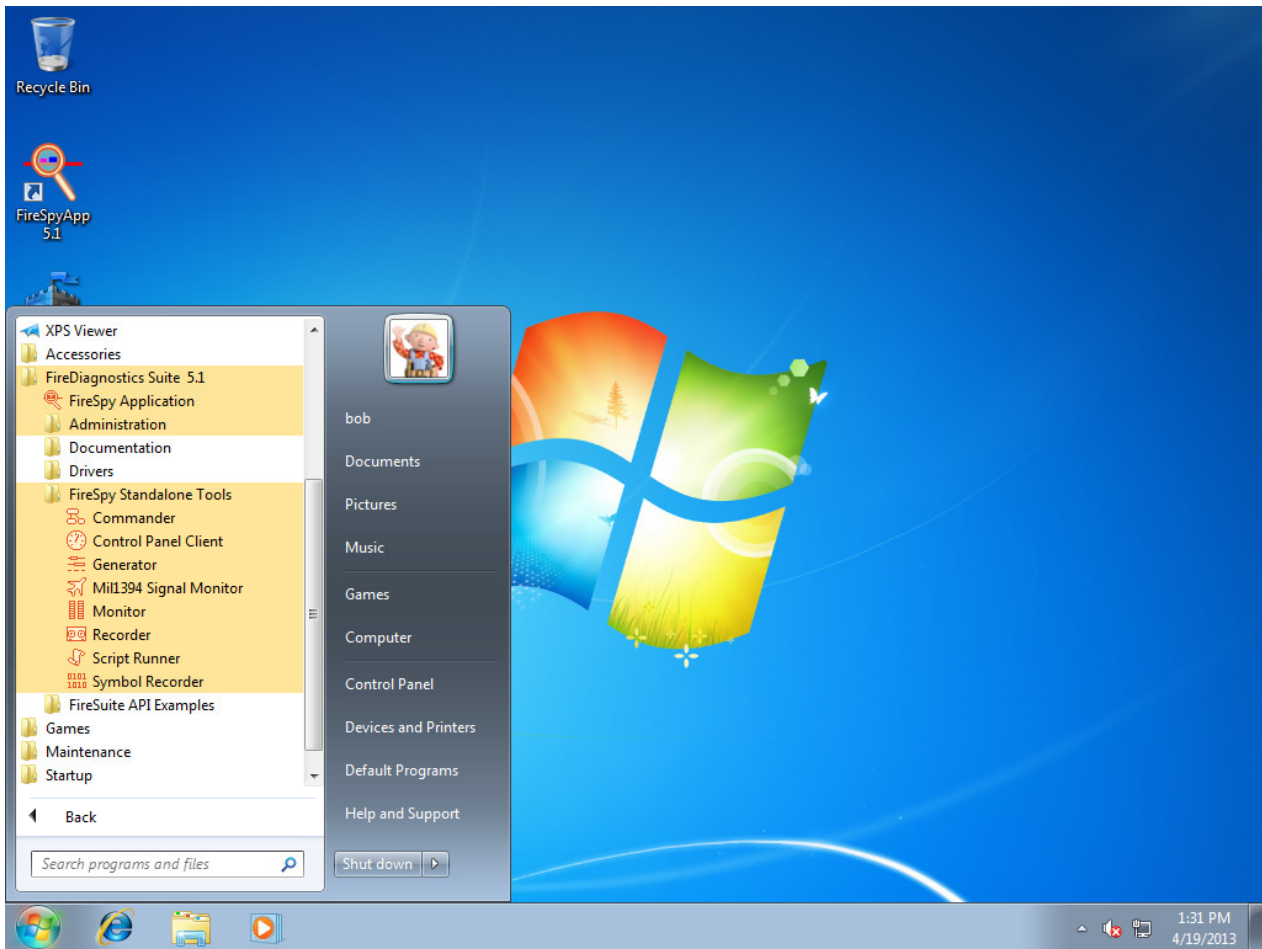 Recycle Bin
FireSpyApp
5.1
XPS Viewer
Accessories
FireDiagnostics Suite 5.1
FireSpy Application
Administration
Documentation
Drivers
FireSpy Standalone Tools
Commander
Control Panel Client
Generator
Mil1394 Signal Monitor
Monitor
Recorder
Script Runner
Symbol Recorder
FireSuite API Examples
Games
Maintenance
Startup
Back
Search programs and files
bob
Documents
Pictures
Music
Games
Computer
Control Panel
Devices and Printers
Default Programs
Help and Support
Shut down
1:31 PM
4/19/2013